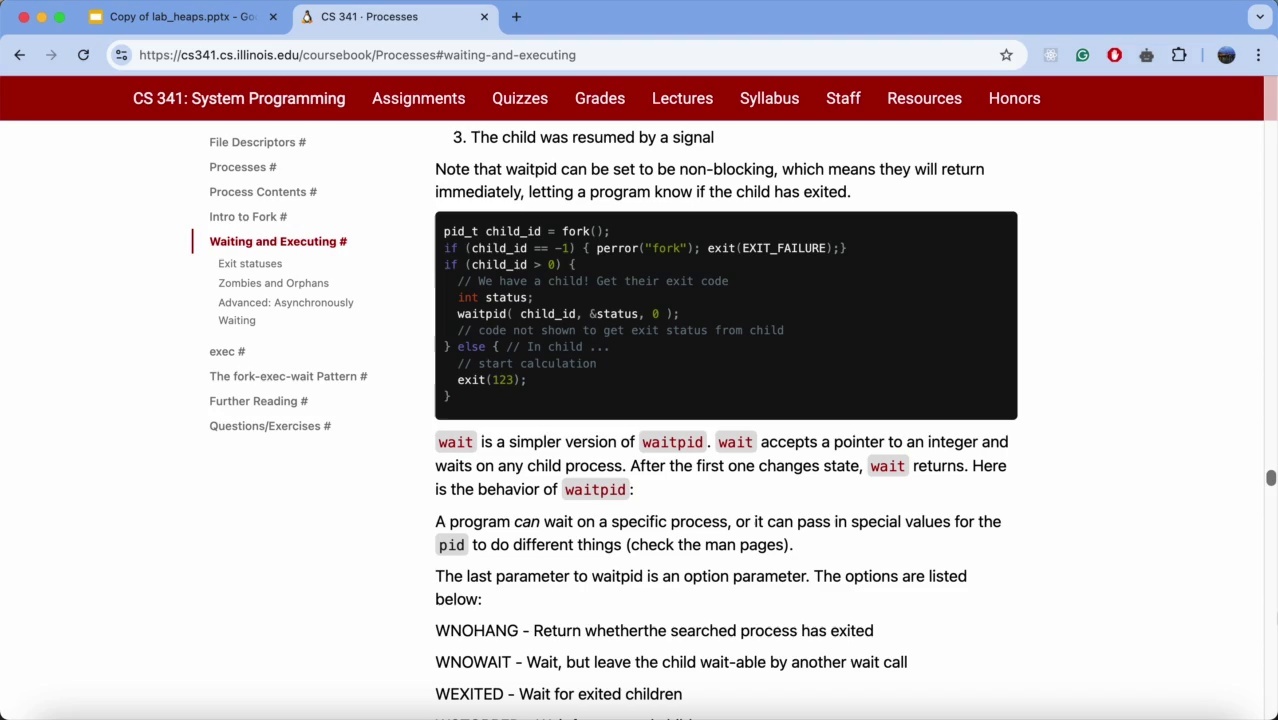 Copy of lab_heaps.pptx - Go
CS 341 · Processes
https://cs341.cs.illinois.edu/coursebook/Processes#waiting-and-executing
CS 341: System Programming
Assignments
Quizzes
Grades
Lectures
Syllabus
Staff
Resources
Honors
File Descriptors #
Processes #
Process Contents #
Intro to Fork #
Waiting and Executing #
Exit statuses
Zombies and Orphans
Advanced: Asynchronously
Waiting
exec #
The fork-exec-wait Pattern #
Further Reading #
Questions/Exercises #
3. The child was resumed by a signal
Note that waitpid can be set to be non-blocking, which means they will return
immediately, letting a program know if the child has exited.
pid_t child_id = fork();
if (child_id == -1) { perror("fork"); exit(EXIT_FAILURE);}
if (child_id > 0) {
// We have a child! Get their exit code
int status;
waitpid( child_id, &status, 0 );
// code not shown to get exit status from child
} else { // In child ...
// start calculation
exit(123);
}
wait is a simpler version of waitpid. wait accepts a pointer to an integer and
waits on any child process. After the first one changes state, wait returns. Here
is the behavior of waitpid:
A program can wait on a specific process, or it can pass in special values for the
pid to do different things (check the man pages).
The last parameter to waitpid is an option parameter. The options are listed
below:
WNOHANG - Return whetherthe searched process has exited
WNOWAIT - Wait, but leave the child wait-able by another wait call
WEXITED - Wait for exited children